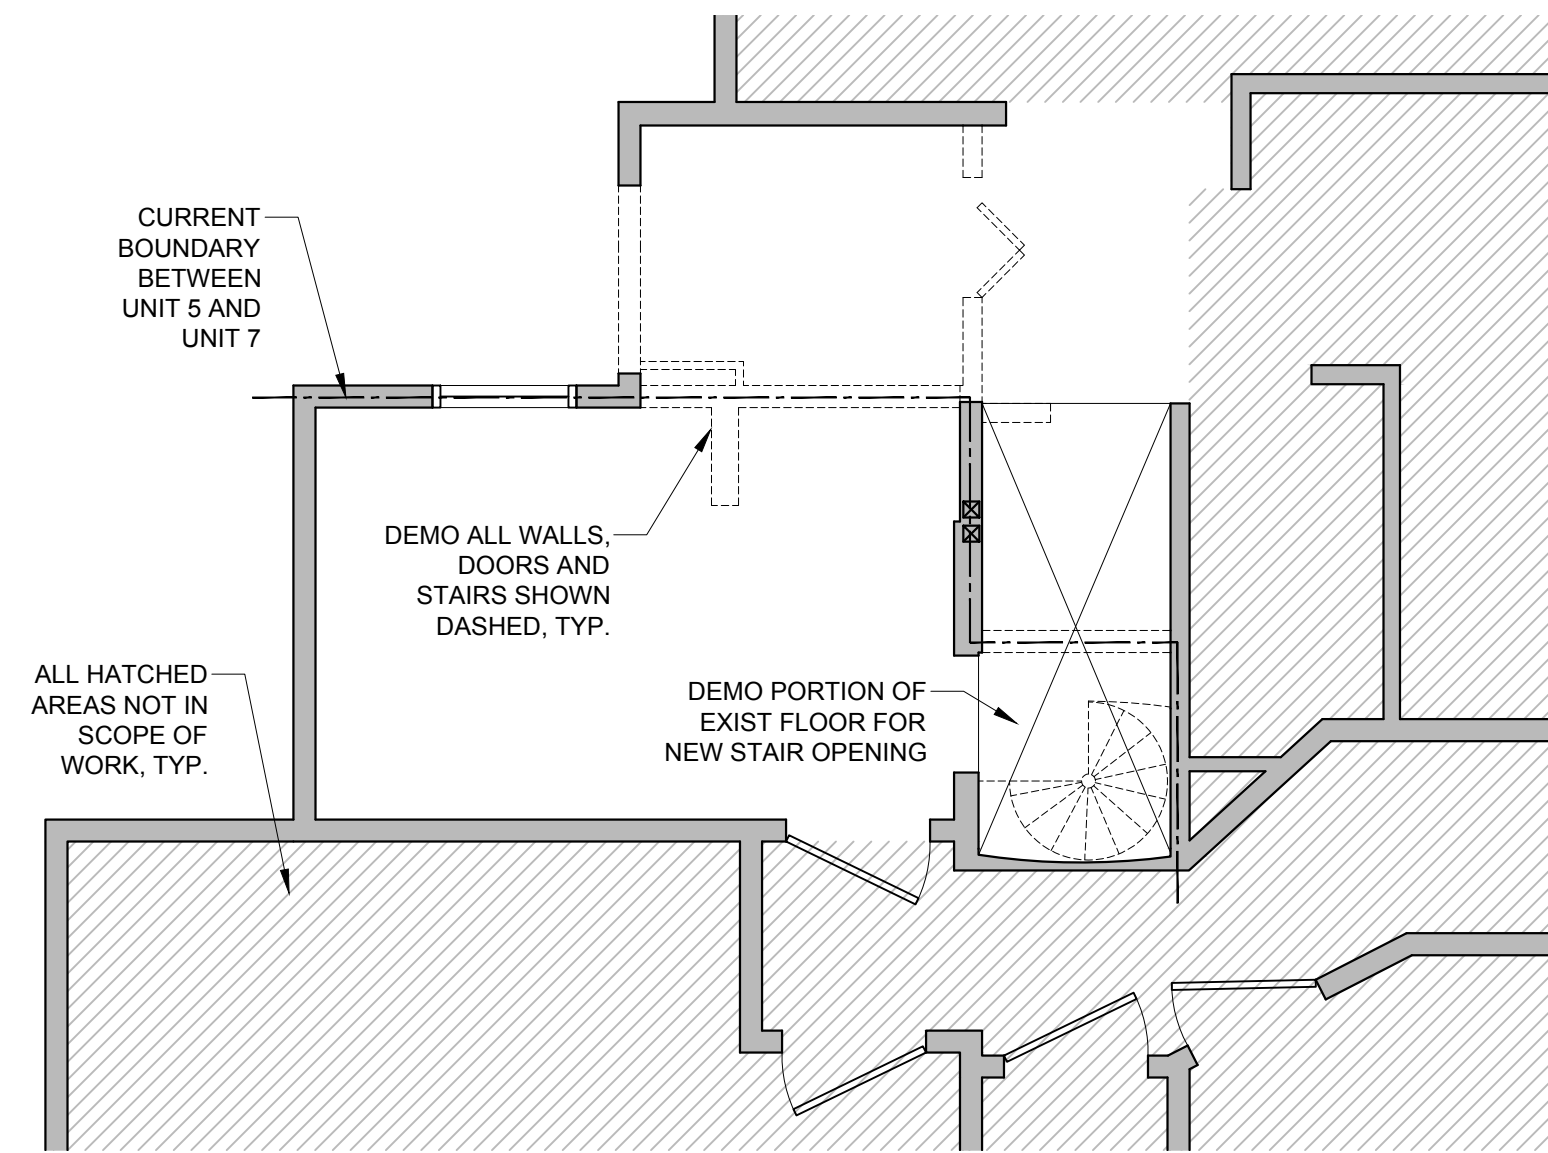 CURRENT
BOUNDARY
BETWEEN
UNIT 5 AND
UNIT 7
DEMO ALL WALLS,
DOORS AND
STAIRS SHOWN
DASHED, TYP.
ALL HATCHED
AREAS NOT IN
SCOPE OF
WORK, TYP.
DEMO PORTION OF
EXIST FLOOR FOR
NEW STAIR OPENING